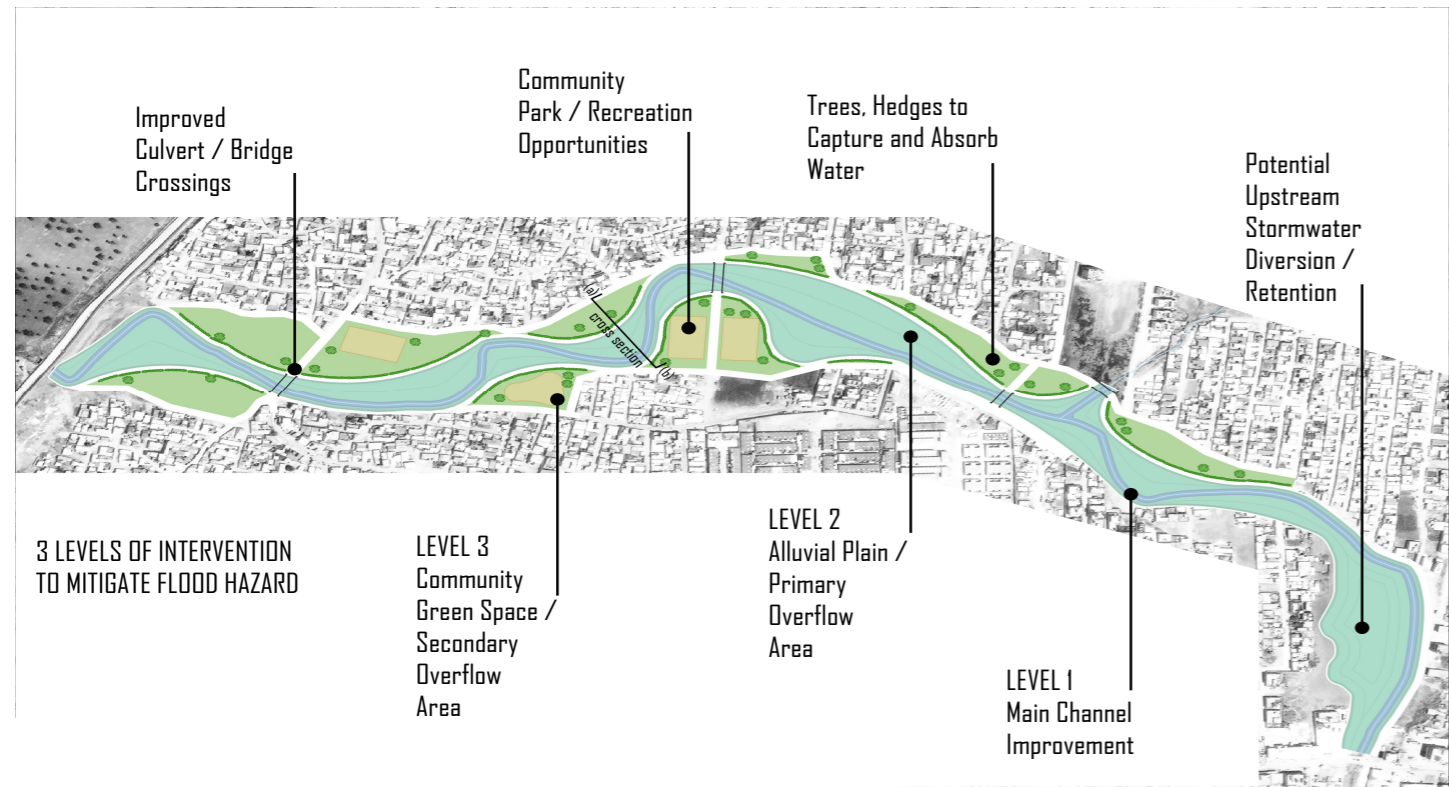 Improved
Culvert / Bridge
Crossings
Community
Park / Recreation
Opportunities
Trees, Hedges to
Capture and Absorb
Water
Potential
Upstream
Stormwater
Diversion /
Retention
(a)
cross section
(b)
3 LEVELS OF INTERVENTION
TO MITIGATE FLOOD HAZARD
LEVEL 3
Community
Green Space /
Secondary
Overflow
Area
LEVEL 2
Alluvial Plain /
Primary
Overflow
Area
LEVEL 1
Main Channel
Improvement